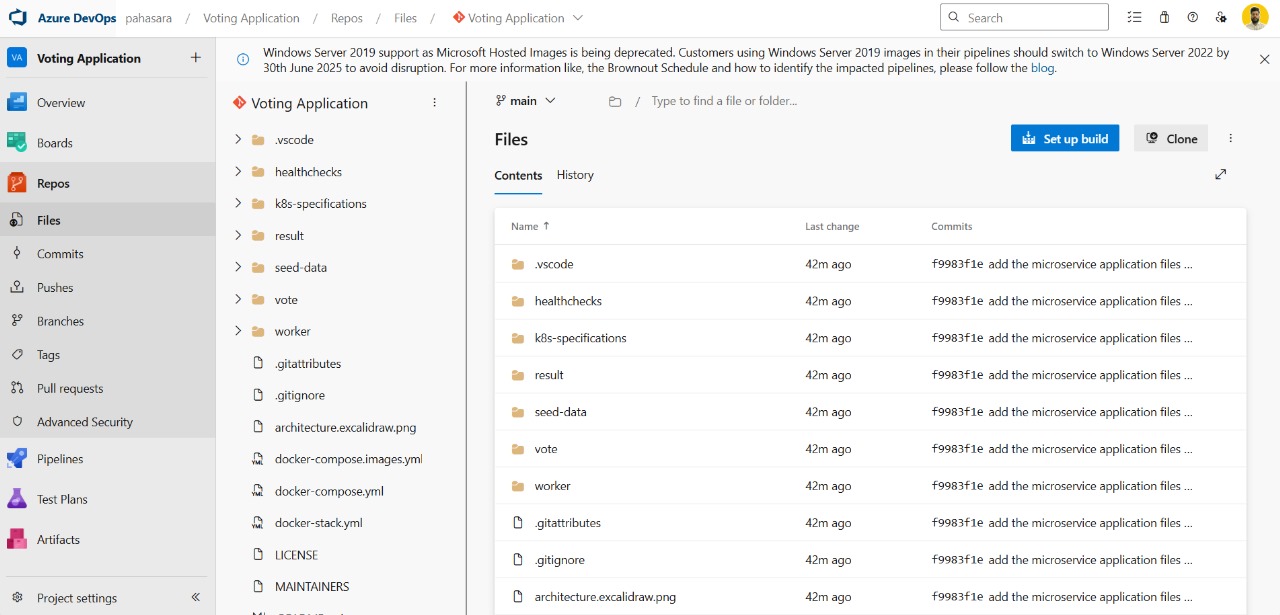 Azure DevOps pahasara / Voting Application / Repos / Files / Voting Application
Search
VA Voting Application
Overview
Boards
Repos
Files
Commits
Pushes
Branches
Tags
Pull requests
Advanced Security
Pipelines
Test Plans
Artifacts
Project settings
Windows Server 2019 support as Microsoft Hosted Images is being deprecated. Customers using Windows Server 2019 images in their pipelines should switch to Windows Server 2022 by
30th June 2025 to avoid disruption. For more information like, the Brownout Schedule and how to identify the impacted pipelines, please follow the blog.
Voting Application
.vscode
healthchecks
k8s-specifications
result
seed-data
vote
worker
.gitattributes
.gitignore
architecture.excalidraw.png
docker-compose.images.yml
docker-compose.yml
docker-stack.yml
LICENSE
MAINTAINERS
main / Type to find a file or folder...
Files
Set up build
Clone
Contents History
Name Last change Commits
.vscode 42m ago f9983f1e add the microservice application files ...
healthchecks 42m ago f9983f1e add the microservice application files ...
k8s-specifications 42m ago f9983f1e add the microservice application files ...
result 42m ago f9983f1e add the microservice application files ...
seed-data 42m ago f9983f1e add the microservice application files ...
vote 42m ago f9983f1e add the microservice application files ...
worker 42m ago f9983f1e add the microservice application files ...
.gitattributes 42m ago f9983f1e add the microservice application files ...
.gitignore 42m ago f9983f1e add the microservice application files ...
architecture.excalidraw.png 42m ago f9983f1e add the microservice application files ...